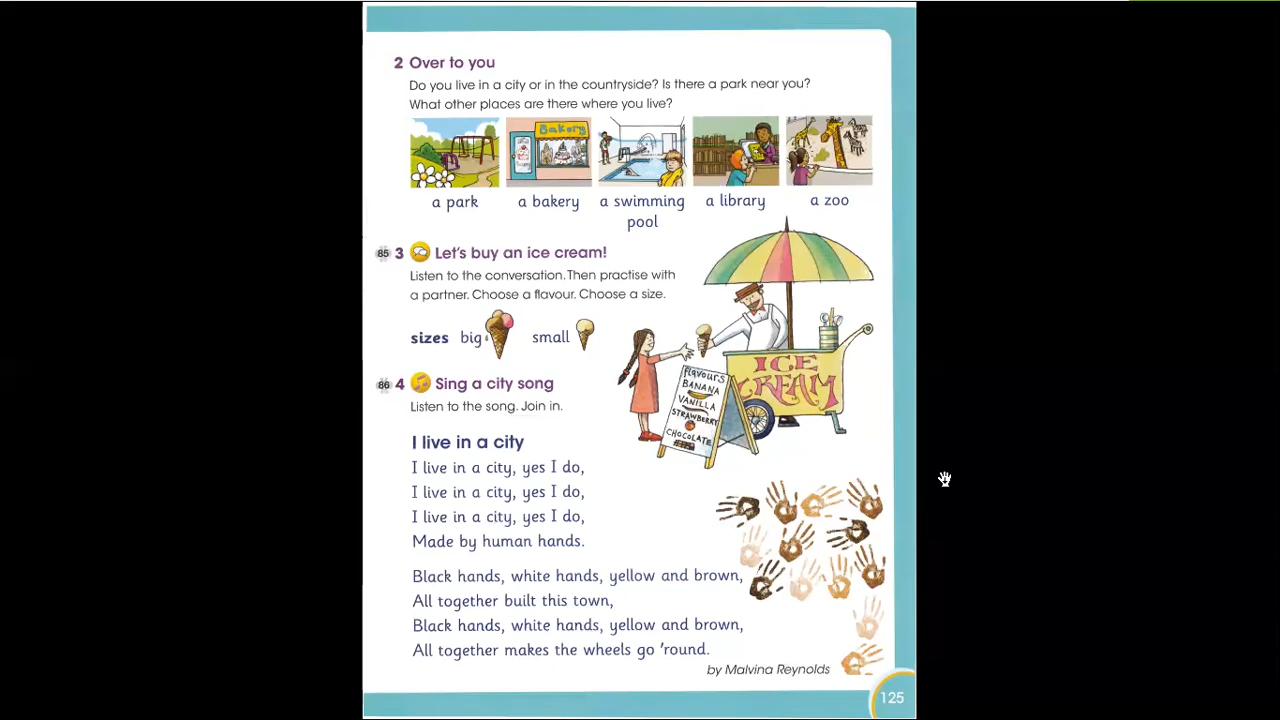 2 Over to you
Do you live in a city or in the countryside? Is there a park near you?
What other places are there where you live?
Bakery
a park
a bakery
a swimming
pool
a library
a zoo
85 3 Let's buy an ice cream!
Listen to the conversation. Then practise with
a partner. Choose a flavour. Choose a size.
sizes big small
ICE
CREAM
flavours
BANANA
VANILLA
STRAWBERRY
CHOCOLATE
86 4 Sing a city song
Listen to the song. Join in.
I live in a city
I live in a city, yes I do,
I live in a city, yes I do,
I live in a city, yes I do,
Made by human hands.
Black hands, white hands, yellow and brown,
All together built this town,
Black hands, white hands, yellow and brown,
All together makes the wheels go 'round.
by Malvina Reynolds
125